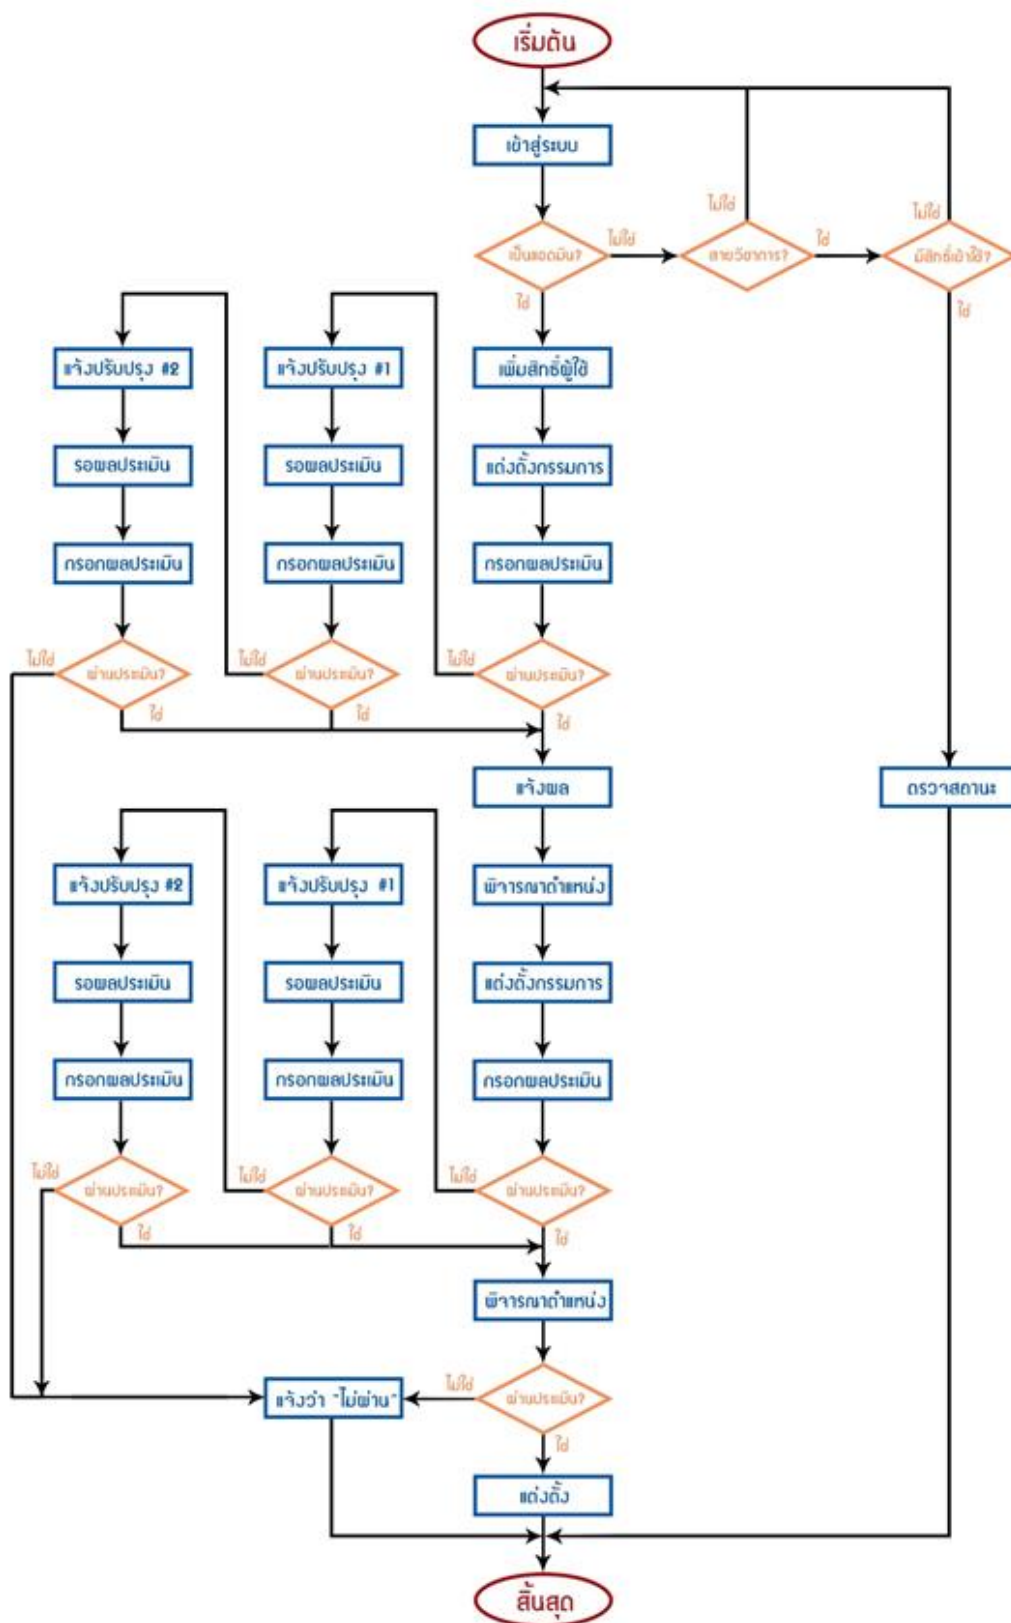 เริ่มต้น
เข้าสู่ระบบ
เป็นแอดมิน?
ไม่ใช่
สายวิชาการ?
ไม่ใช่
ใช่
มีสิทธิ์เข้าใช้?
ไม่ใช่
ใช่
ใช่
แจ้งปรับปรุง #2
แจ้งปรับปรุง #1
เพิ่มสิทธิ์ผู้ใช้
รอผลประเมิน
รอผลประเมิน
แต่งตั้งกรรมการ
กรอกผลประเมิน
กรอกผลประเมิน
กรอกผลประเมิน
ไม่ใช่
ผ่านประเมิน?
ไม่ใช่
ผ่านประเมิน?
ไม่ใช่
ผ่านประเมิน?
ใช่
ใช่
ใช่
แจ้งผล
ตรวจสถานะ
แจ้งปรับปรุง #2
แจ้งปรับปรุง #1
พิจารณาตำแหน่ง
รอผลประเมิน
รอผลประเมิน
แต่งตั้งกรรมการ
กรอกผลประเมิน
กรอกผลประเมิน
กรอกผลประเมิน
ไม่ใช่
ผ่านประเมิน?
ไม่ใช่
ผ่านประเมิน?
ไม่ใช่
ผ่านประเมิน?
ใช่
ใช่
ใช่
พิจารณาตำแหน่ง
แจ้งว่า "ไม่ผ่าน"
ไม่ใช่
ผ่านประเมิน?
ใช่
แต่งตั้ง
สิ้นสุด